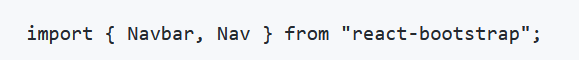 import { Navbar, Nav } from "react-bootstrap";